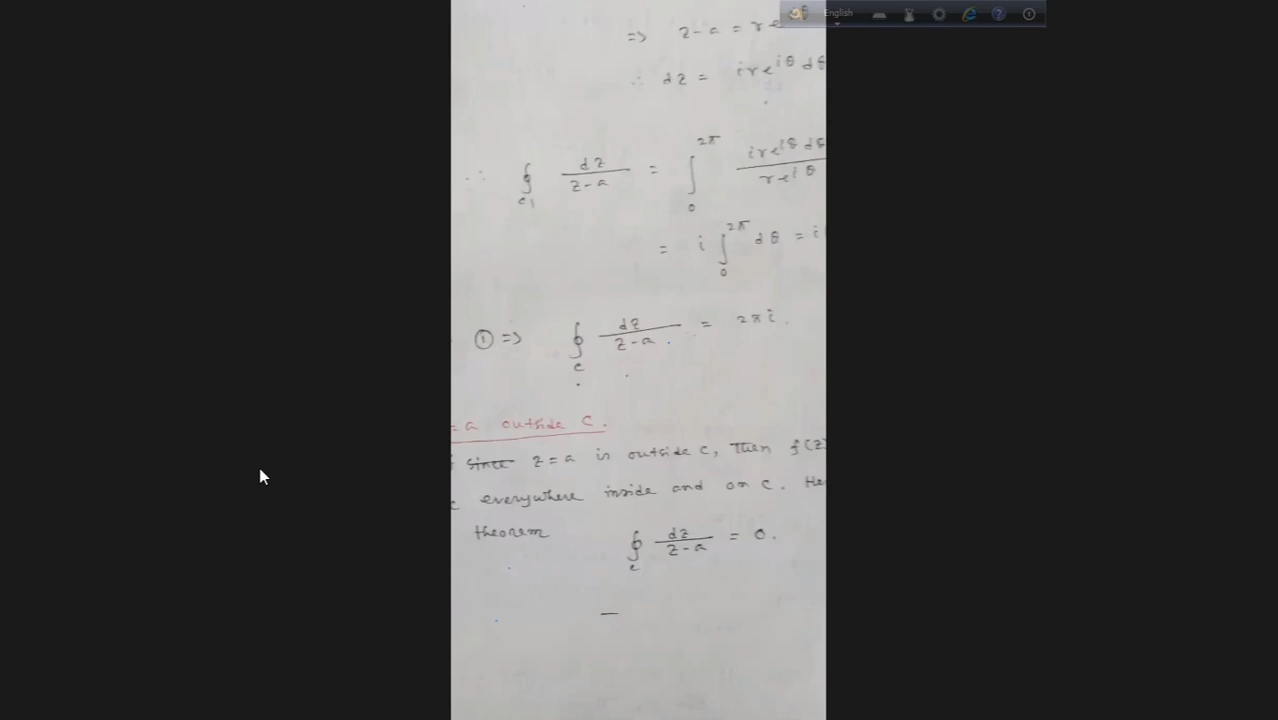 English
=> z-a = re
∴ dz = ire^{iθ} dθ
∴ ∮_{c1} dz/(z-a) = ∫_0^{2π} ire^{iθ} dθ / re^{iθ}
= i ∫_0^{2π} dθ = i
① => ∮_c dz/(z-a) = 2πi.
= a outside C.
since z = a is outside C, Then f(z)
c everywhere inside and on C. He
theorem ∮_c dz/(z-a) = 0.